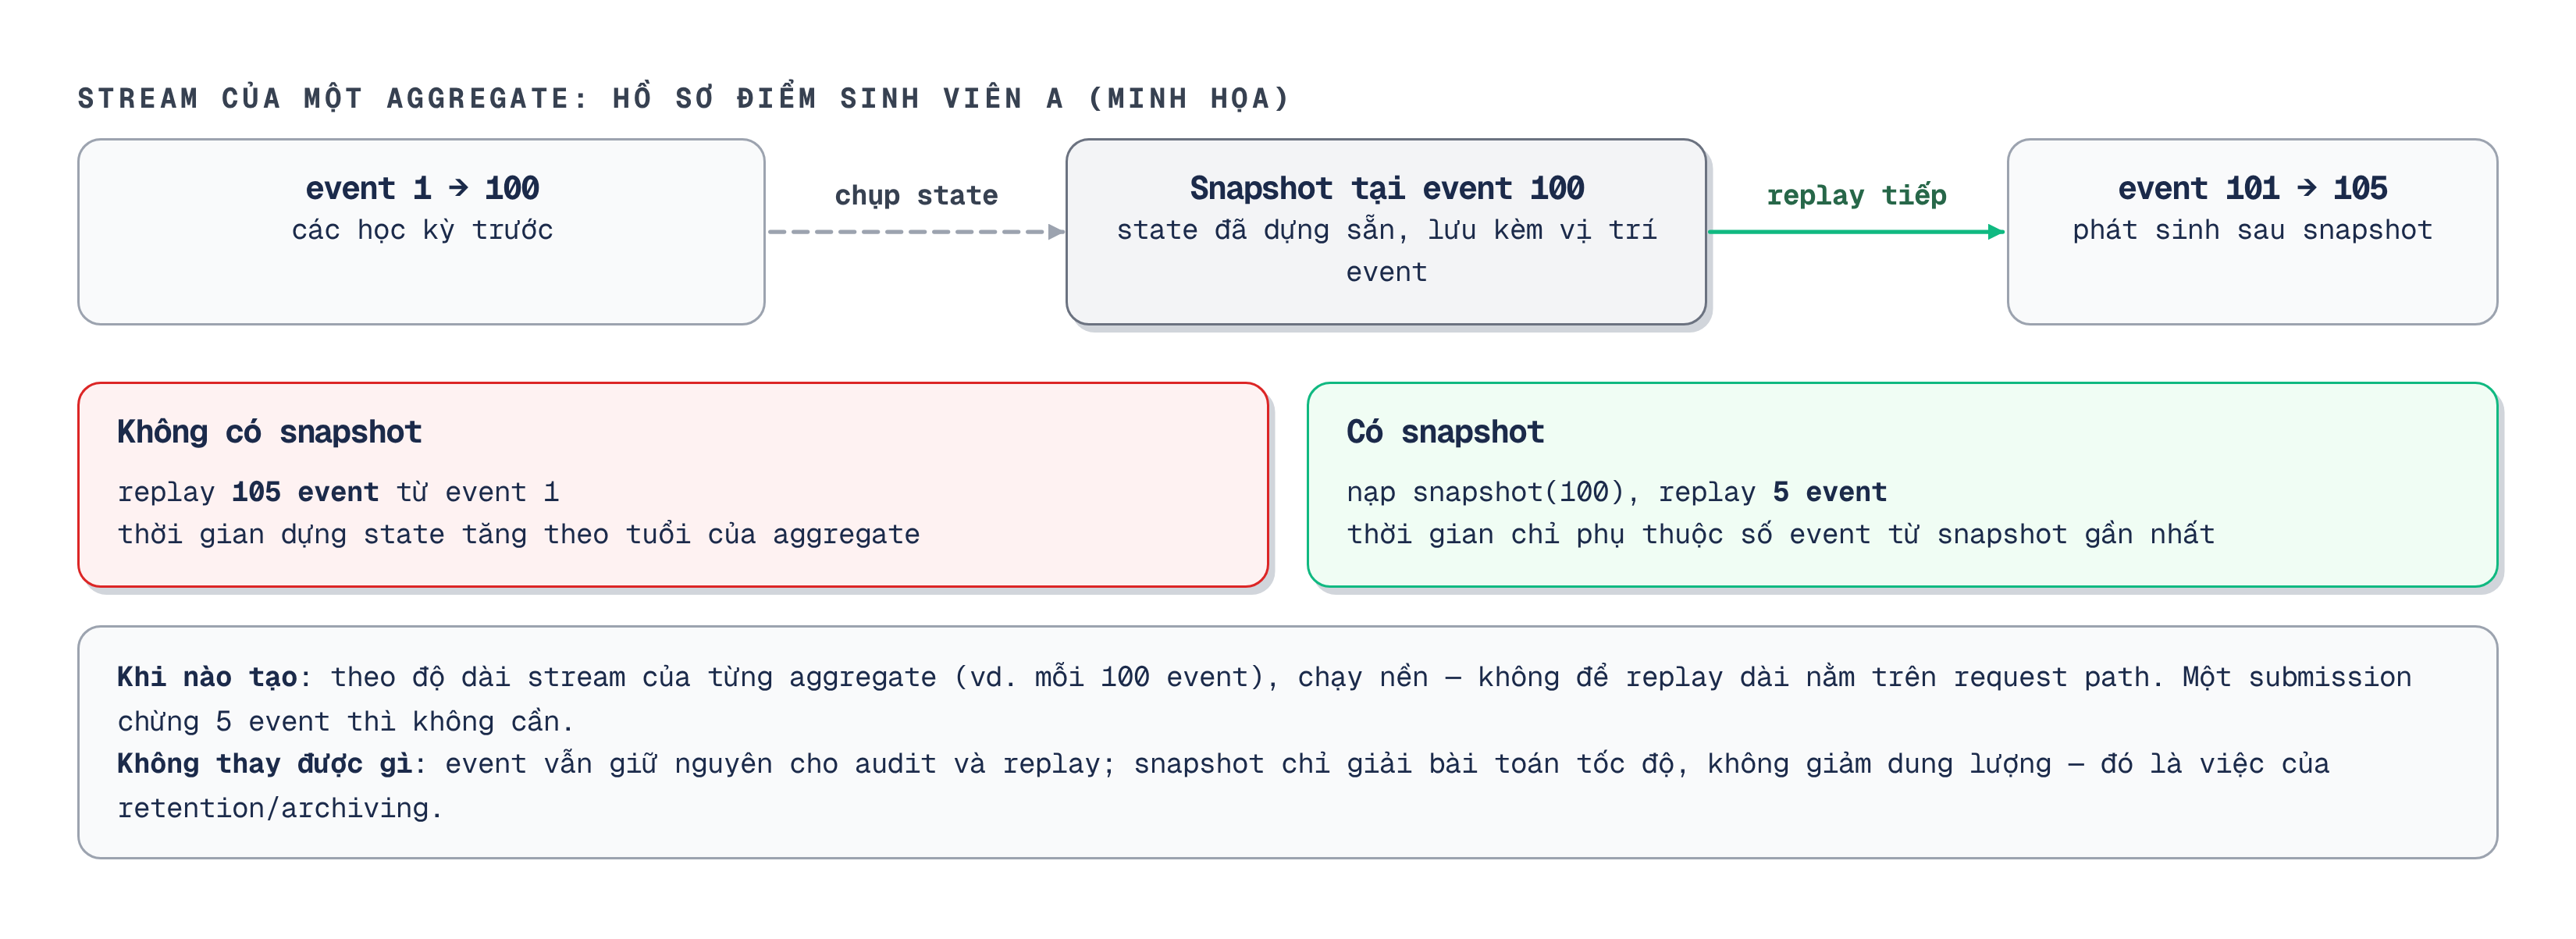 STREAM CỦA MỘT AGGREGATE: HỒ SƠ ĐIỂM SINH VIÊN A (MINH HỌA)
event 1 → 100
các học kỳ trước
chụp state
Snapshot tại event 100
state đã dựng sẵn, lưu kèm vị trí
event
replay tiếp
event 101 → 105
phát sinh sau snapshot
Không có snapshot
replay 105 event từ event 1
thời gian dựng state tăng theo tuổi của aggregate
Có snapshot
nạp snapshot(100), replay 5 event
thời gian chỉ phụ thuộc số event từ snapshot gần nhất
Khi nào tạo: theo độ dài stream của từng aggregate (vd. mỗi 100 event), chạy nền — không để replay dài nằm trên request path. Một submission
chừng 5 event thì không cần.
Không thay được gì: event vẫn giữ nguyên cho audit và replay; snapshot chỉ giải bài toán tốc độ, không giảm dung lượng — đó là việc của
retention/archiving.